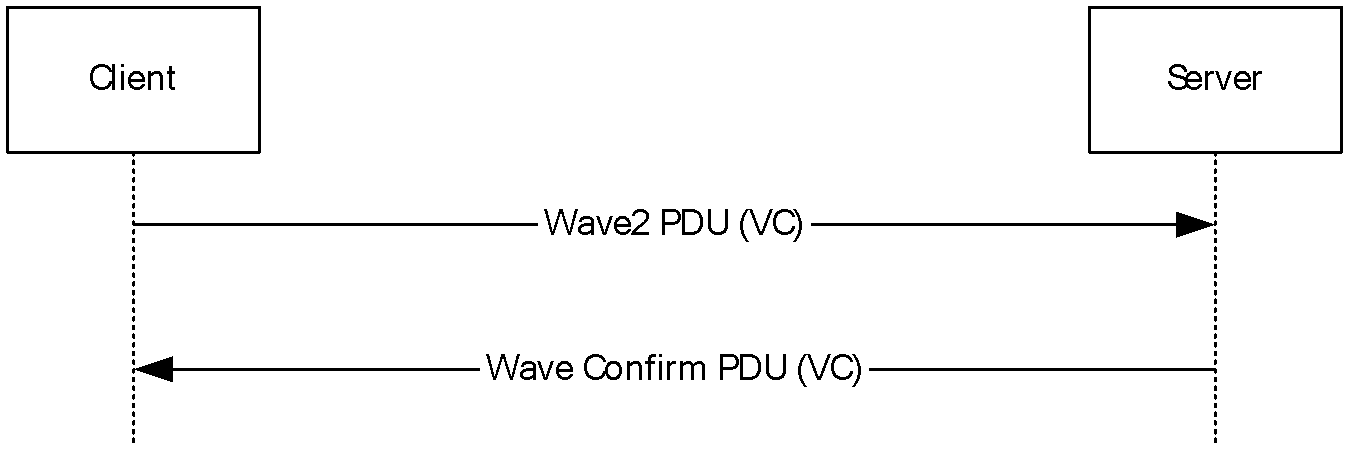 Client
Server
Wave2 PDU (VC)
Wave Confirm PDU (VC)